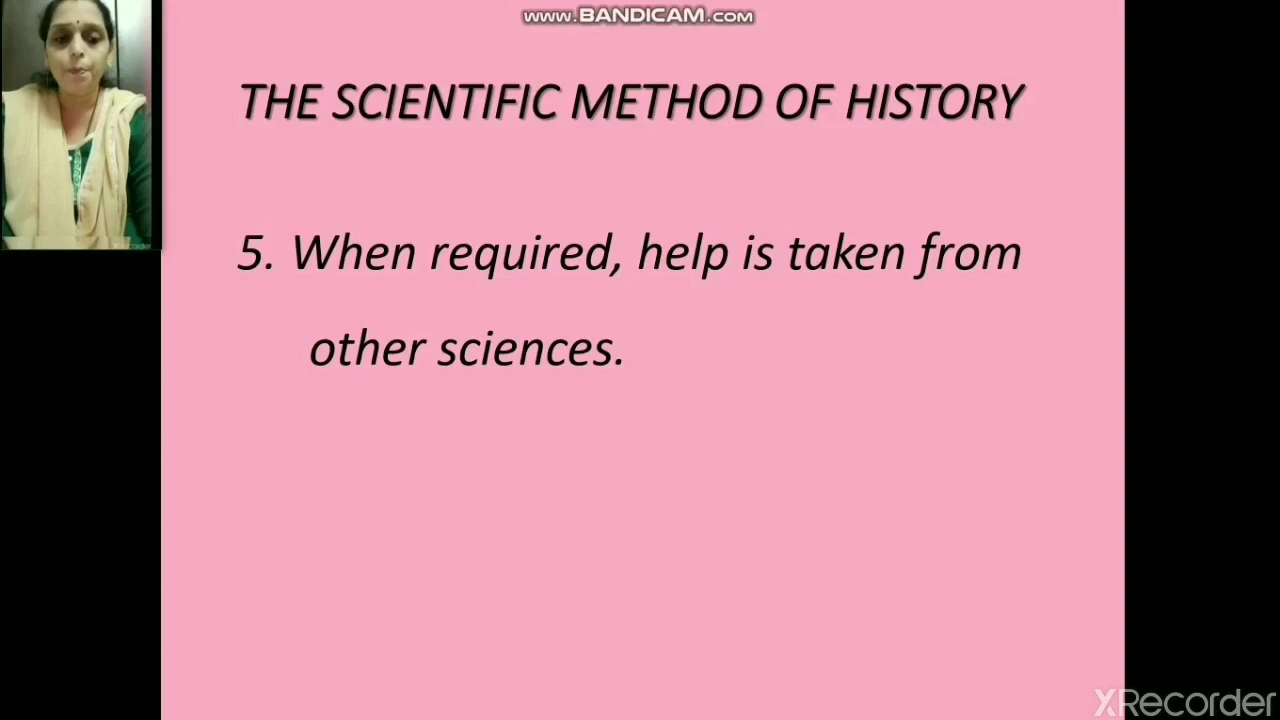 www.BANDICAM.com
THE SCIENTIFIC METHOD OF HISTORY
5. When required, help is taken from
other sciences.
XRecorder